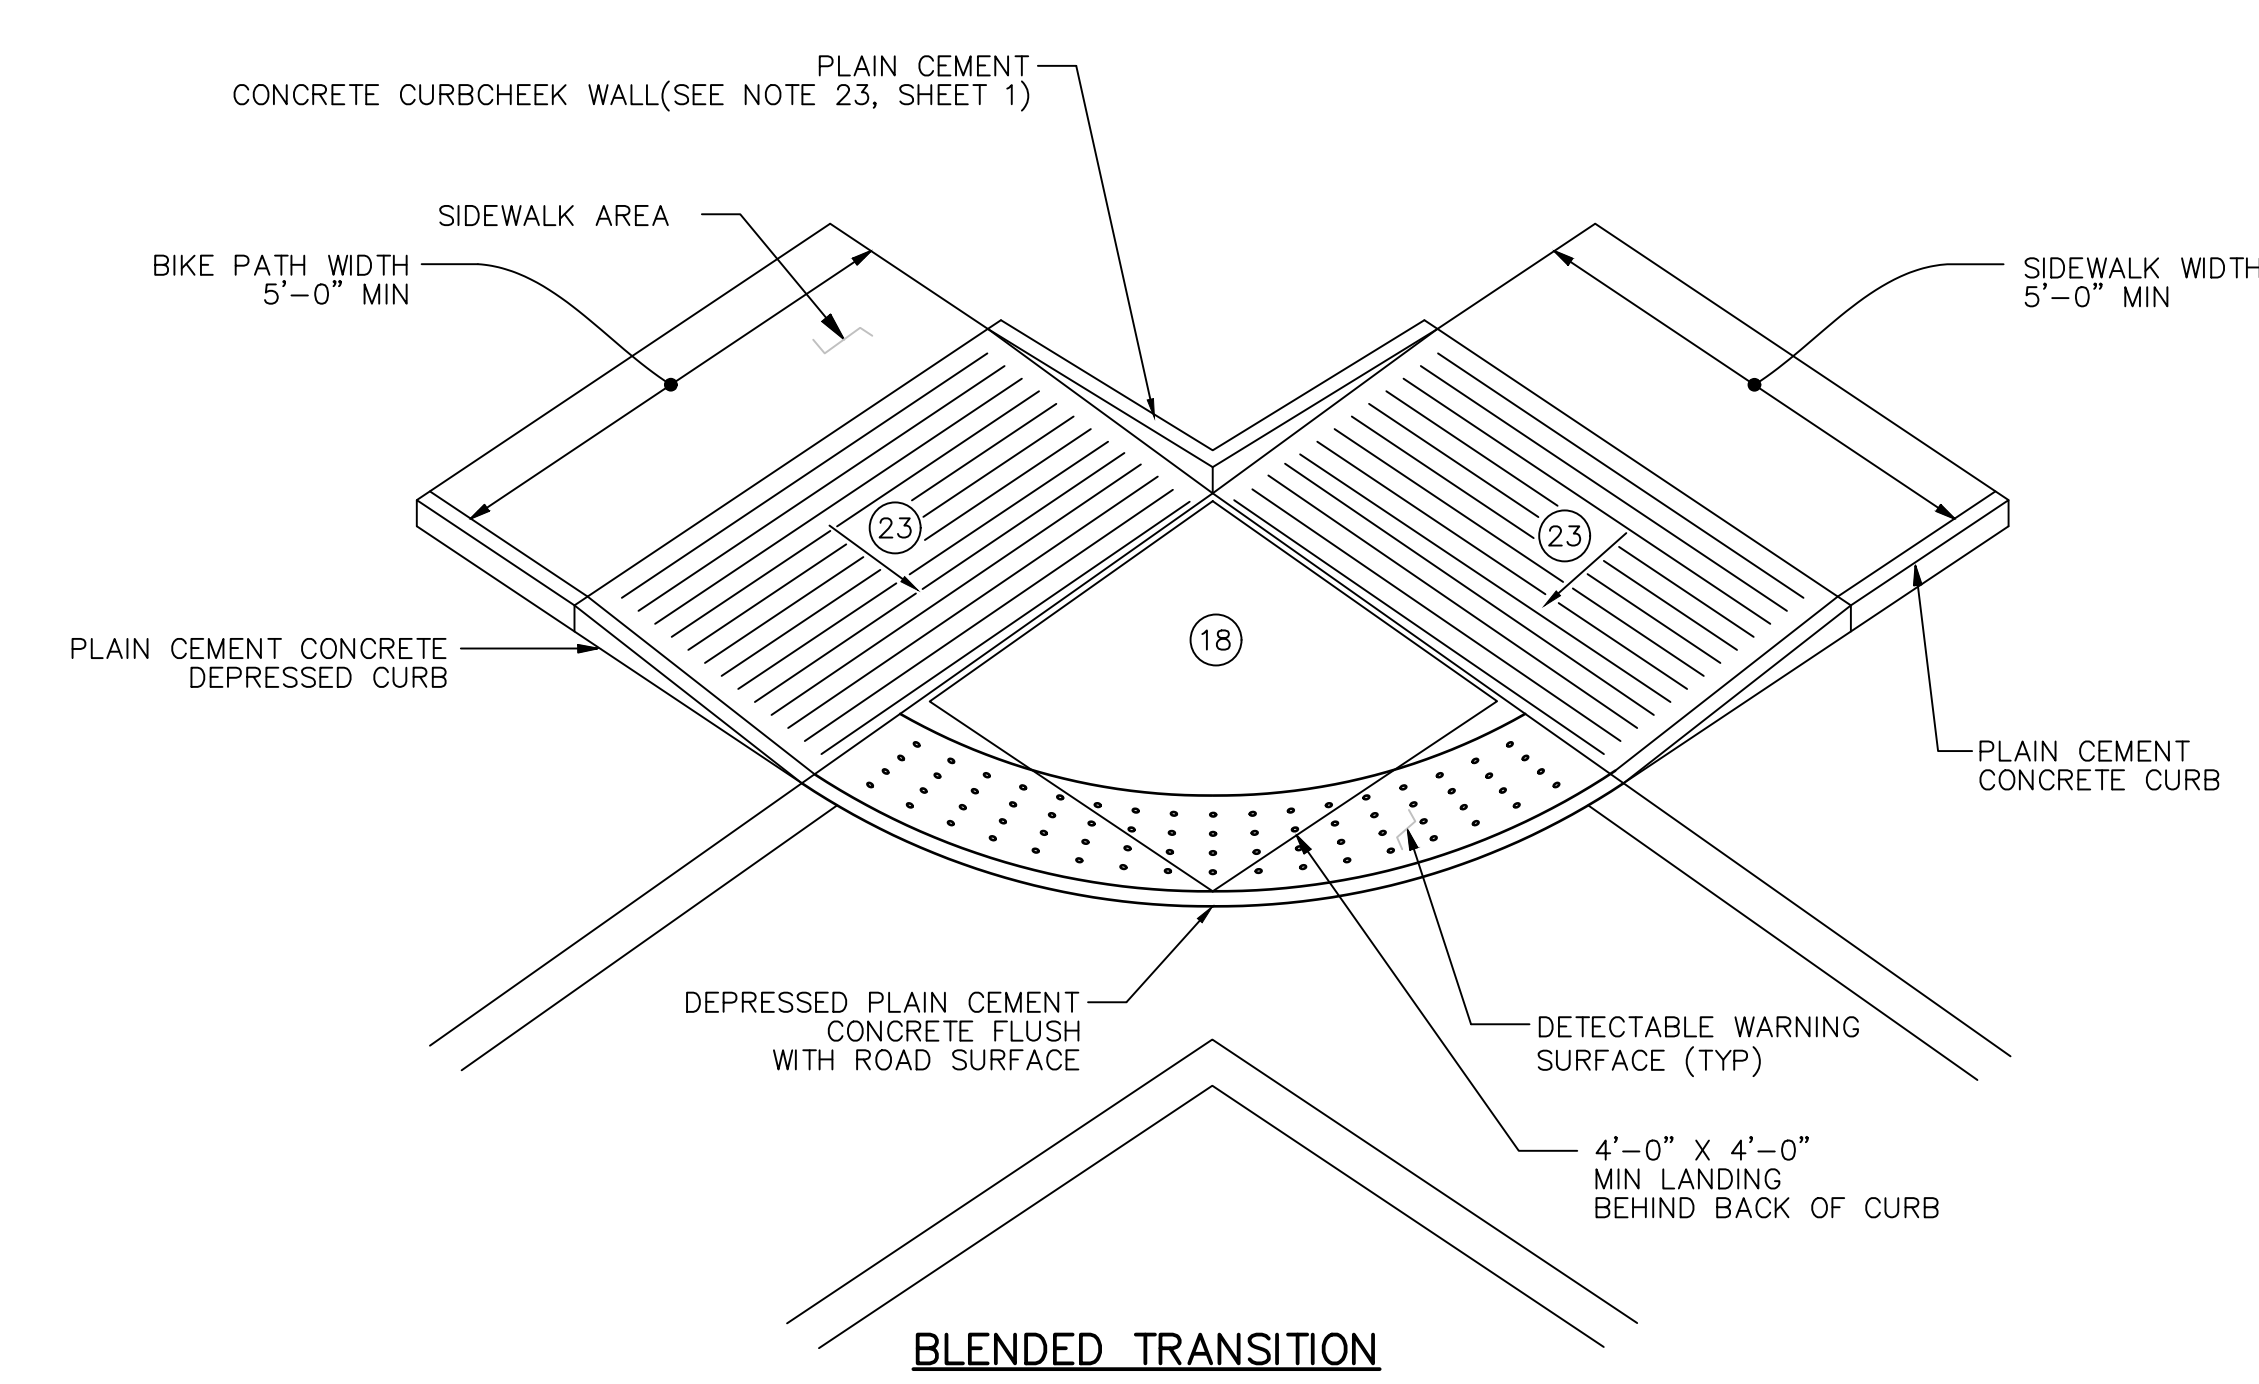 PLAIN CEMENT
CONCRETE CURBCHEEK WALL(SEE NOTE 23, SHEET 1)
SIDEWALK AREA
BIKE PATH WIDTH
5'-0" MIN
SIDEWALK WIDTH
5'-0" MIN
23
23
18
PLAIN CEMENT CONCRETE
DEPRESSED CURB
PLAIN CEMENT
CONCRETE CURB
DEPRESSED PLAIN CEMENT
CONCRETE FLUSH
WITH ROAD SURFACE
DETECTABLE WARNING
SURFACE (TYP)
4'-0" X 4'-0"
MIN LANDING
BEHIND BACK OF CURB
BLENDED TRANSITION